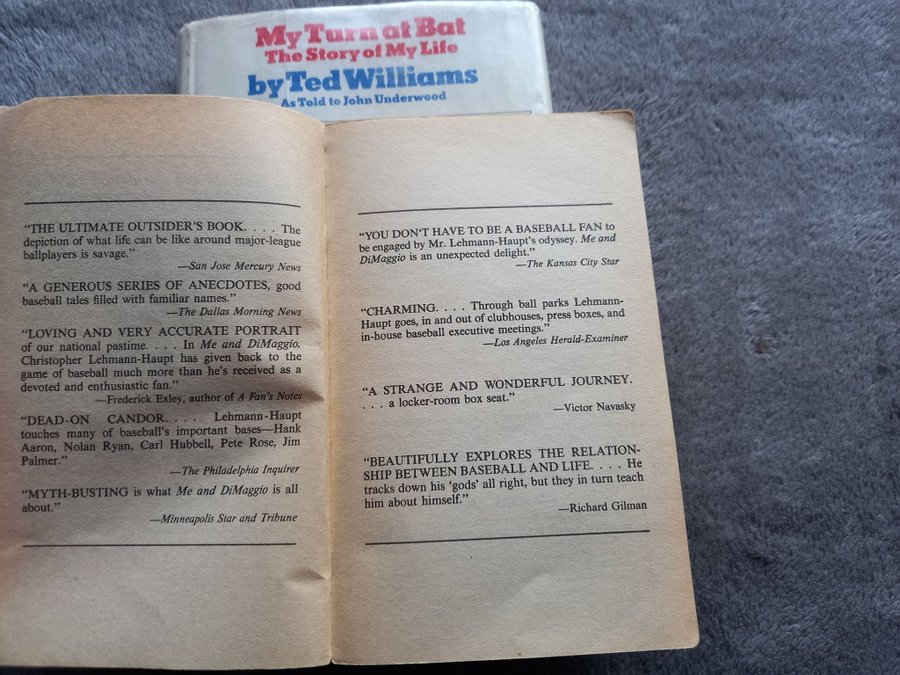 My Turn at Bat
The Story of My Life
by Ted Williams
As Told to John Underwood
“THE ULTIMATE OUTSIDER’S BOOK. . . . The
depiction of what life can be like around major-league
ballplayers is savage.”
—San Jose Mercury News
“A GENEROUS SERIES OF ANECDOTES, good
baseball tales filled with familiar names.”
—The Dallas Morning News
“LOVING AND VERY ACCURATE PORTRAIT
of our national pastime. . . . In Me and DiMaggio,
Christopher Lehmann-Haupt has given back to the
game of baseball much more than he’s received as a
devoted and enthusiastic fan.”
—Frederick Exley, author of A Fan’s Notes
“DEAD-ON CANDOR. . . . Lehmann-Haupt
touches many of baseball’s important bases—Hank
Aaron, Nolan Ryan, Carl Hubbell, Pete Rose, Jim
Palmer.”
—The Philadelphia Inquirer
“MYTH-BUSTING is what Me and DiMaggio is all
about.”
—Minneapolis Star and Tribune
“YOU DON’T HAVE TO BE A BASEBALL FAN to
be engaged by Mr. Lehmann-Haupt’s odyssey. Me and
DiMaggio is an unexpected delight.”
—The Kansas City Star
“CHARMING. . . . Through ball parks Lehmann-
Haupt goes, in and out of clubhouses, press boxes, and
in-house baseball executive meetings.”
—Los Angeles Herald-Examiner
“A STRANGE AND WONDERFUL JOURNEY.
. . . a locker-room box seat.”
—Victor Navasky
“BEAUTIFULLY EXPLORES THE RELATION-
SHIP BETWEEN BASEBALL AND LIFE. . . . He
tracks down his ‘gods’ all right, but they in turn teach
him about himself.”
—Richard Gilman